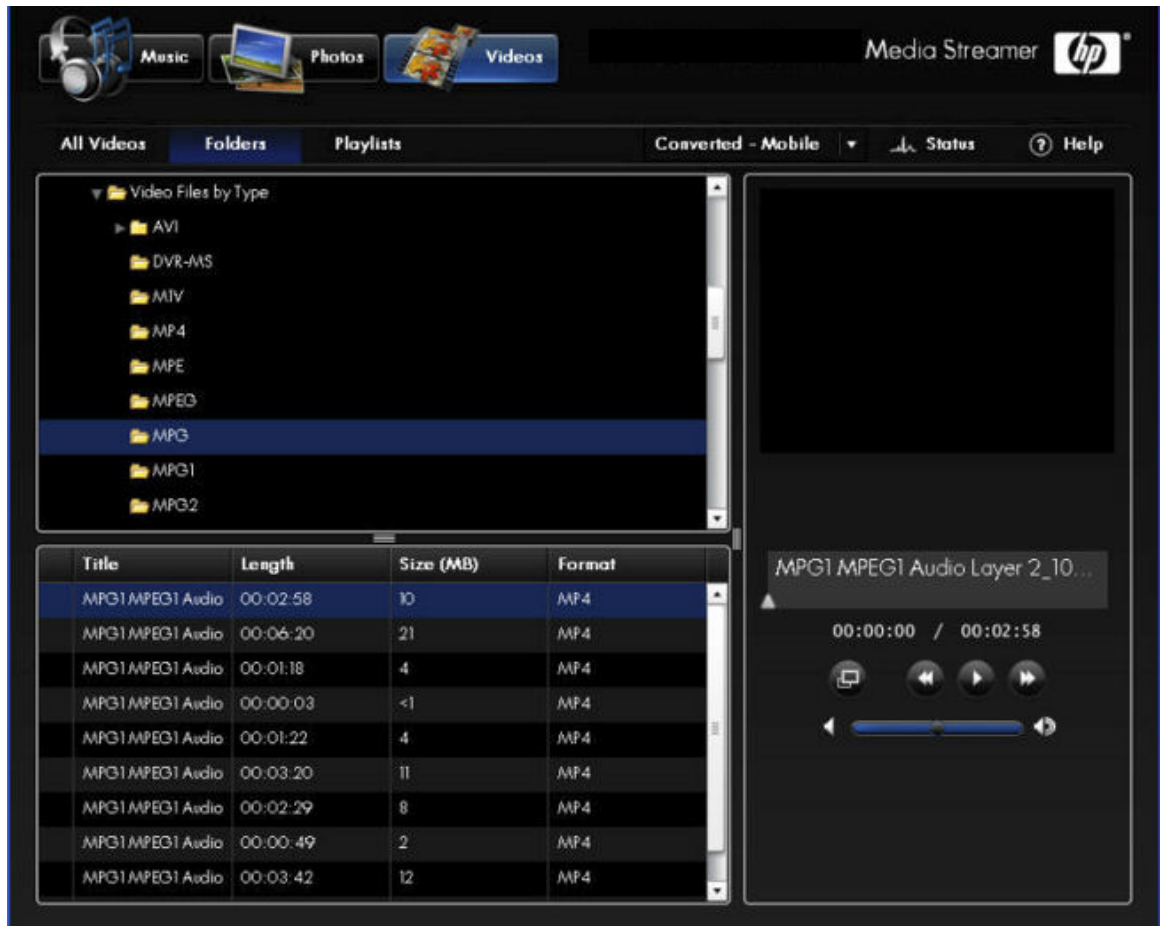 Music Photos Videos Media Streamer hp
All Videos Folders Playlists Converted - Mobile Status ? Help
Video Files by Type
AVI
DVR-MS
M1V
MP4
MPE
MPEG
MPG
MPG1
MPG2
Title Length Size (MB) Format
MPG1 MPEG1 Audio 00:02:58 10 MP4
MPG1 MPEG1 Audio 00:06:20 21 MP4
MPG1 MPEG1 Audio 00:01:18 4 MP4
MPG1 MPEG1 Audio 00:00:03 <1 MP4
MPG1 MPEG1 Audio 00:01:22 4 MP4
MPG1 MPEG1 Audio 00:03:20 11 MP4
MPG1 MPEG1 Audio 00:02:29 8 MP4
MPG1 MPEG1 Audio 00:00:49 2 MP4
MPG1 MPEG1 Audio 00:03:42 12 MP4
MPG1 MPEG1 Audio Layer 2_10...
00:00:00 / 00:02:58